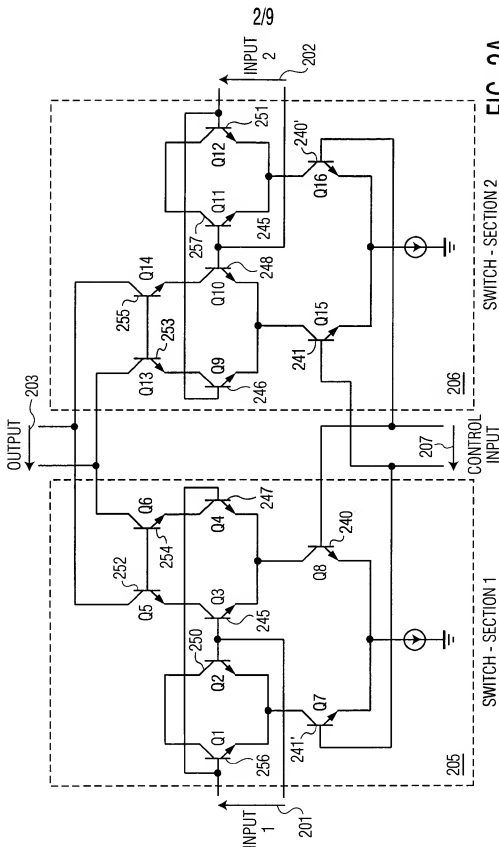 2/9
OUTPUT
203
INPUT
1
201
Q1
256
Q2
250
Q3
245
Q4
247
Q5
252
Q6
254
Q7
241'
Q8
240
205
SWITCH - SECTION 1
CONTROL
INPUT
207
Q13
253
Q14
255
Q9
246
Q10
248
Q11
257
245
Q12
251
Q15
241
Q16
240'
206
SWITCH - SECTION 2
INPUT
2
202